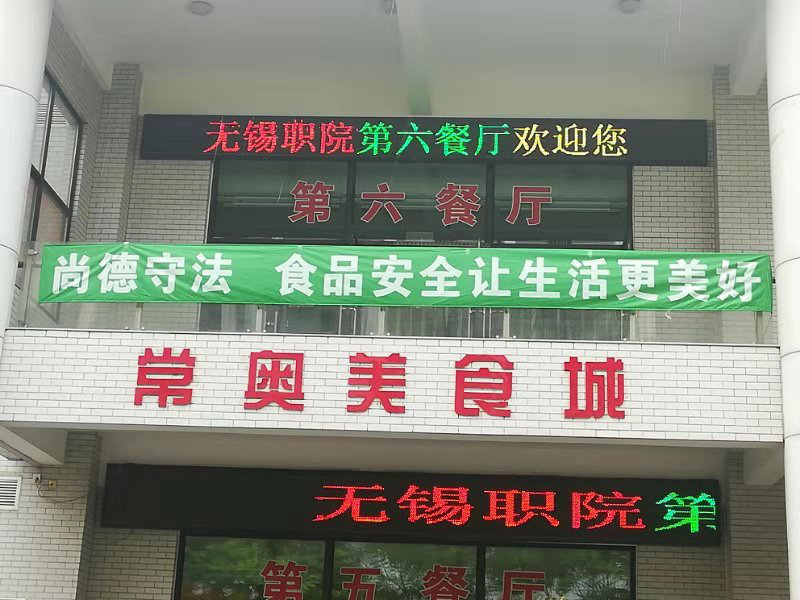 无锡职院第六餐厅欢迎您
第六餐厅
尚德守法 食品安全让生活更美好
常奥美食城
无锡职院第
第五餐厅